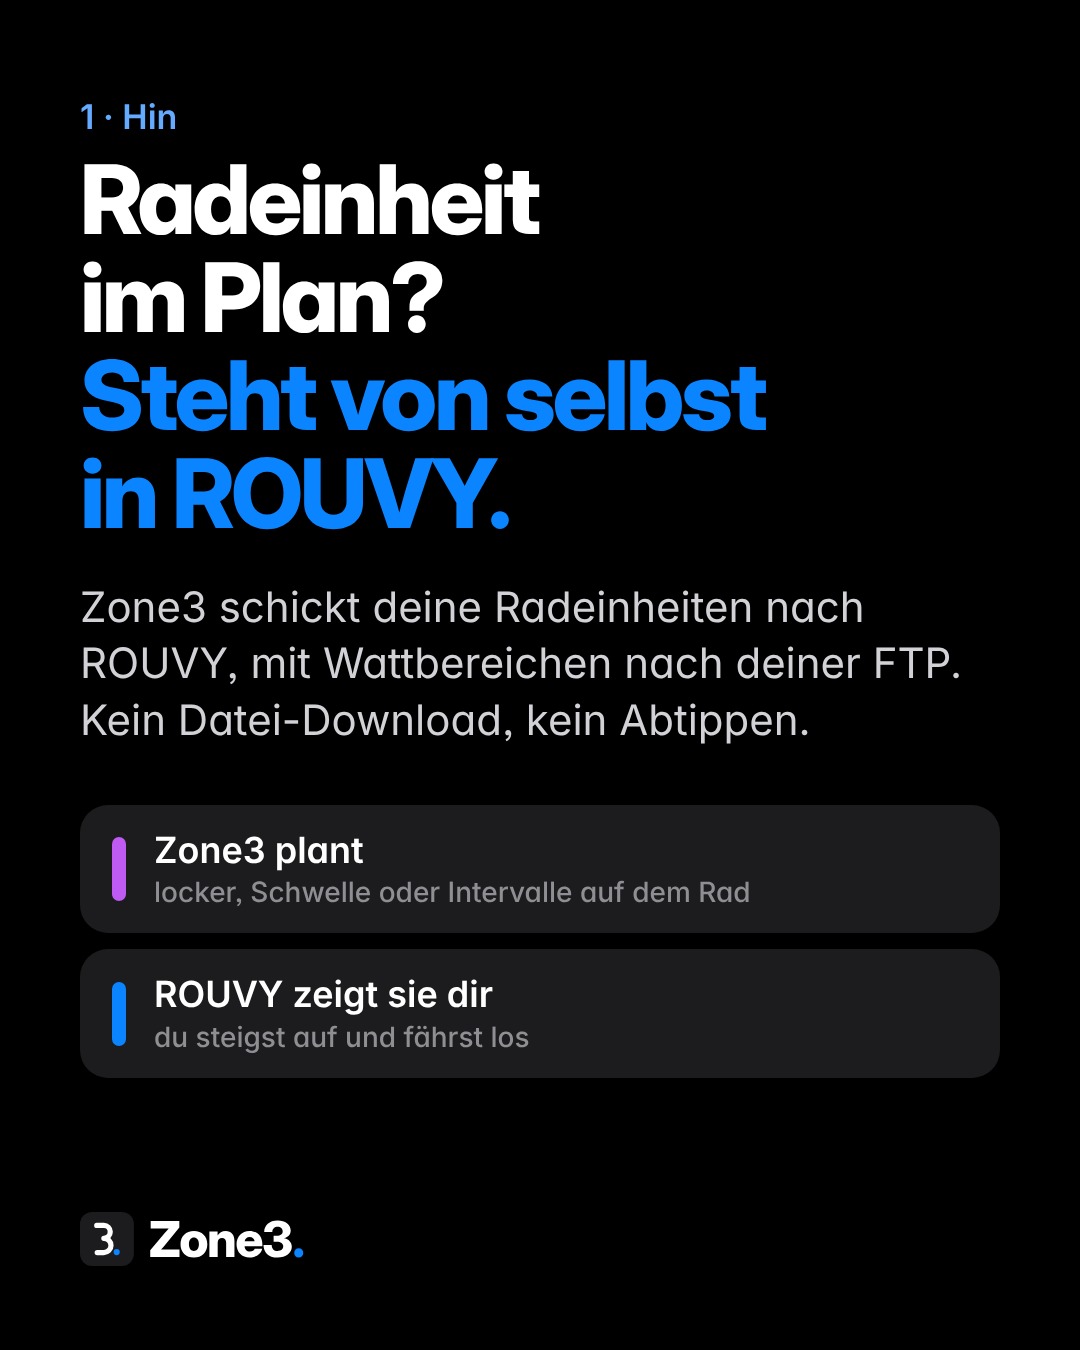 1 · Hin
Radeinheit
im Plan?
Steht von selbst
in ROUVY.
Zone3 schickt deine Radeinheiten nach
ROUVY, mit Wattbereichen nach deiner FTP.
Kein Datei-Download, kein Abtippen.
Zone3 plant
locker, Schwelle oder Intervalle auf dem Rad
ROUVY zeigt sie dir
du steigst auf und fährst los
3. Zone3.